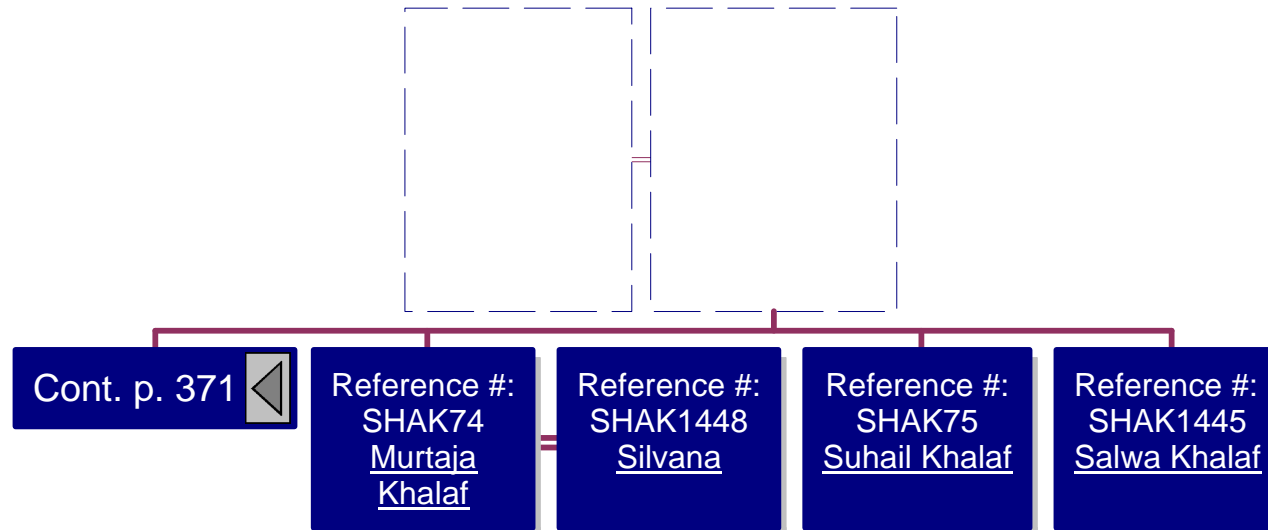 Cont. p. 371
Reference #:
SHAK74
Murtaja
Khalaf
Reference #:
SHAK1448
Silvana
Reference #:
SHAK75
Suhail Khalaf
Reference #:
SHAK1445
Salwa Khalaf